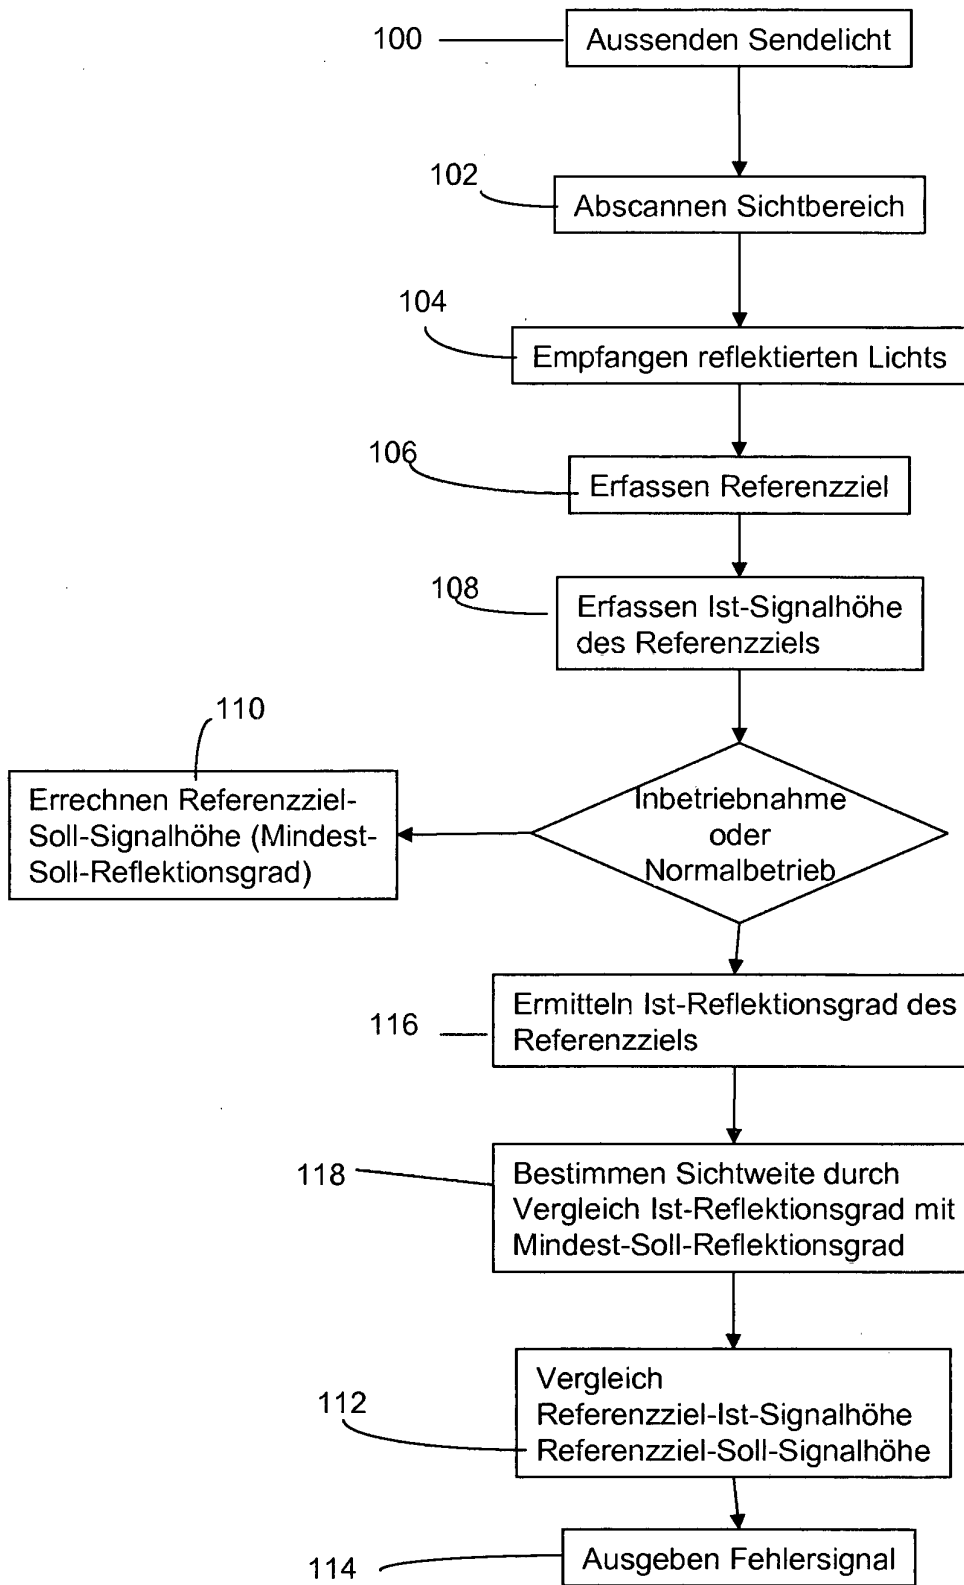 100
Aussenden Sendelicht
102
Abscannen Sichtbereich
104
Empfangen reflektierten Lichts
106
Erfassen Referenzziel
108
Erfassen Ist-Signalhöhe
des Referenzziels
110
Errechnen Referenzziel-
Soll-Signalhöhe (Mindest-
Soll-Reflektionsgrad)
Inbetriebnahme
oder
Normalbetrieb
116
Ermitteln Ist-Reflektionsgrad des
Referenzziels
118
Bestimmen Sichtweite durch
Vergleich Ist-Reflektionsgrad mit
Mindest-Soll-Reflektionsgrad
112
Vergleich
Referenzziel-Ist-Signalhöhe
Referenzziel-Soll-Signalhöhe
114
Ausgeben Fehlersignal